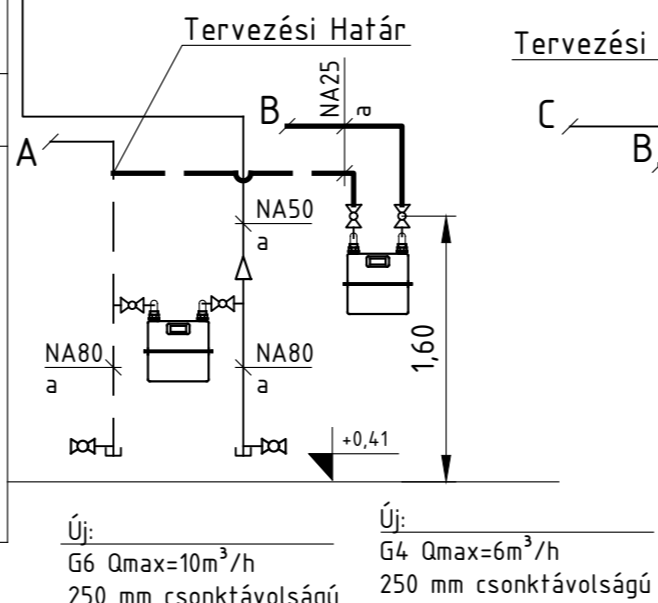 Tervezési Határ
Tervezési
NA25
a
B
C
A
B
NA50
a
NA80
a
NA80
a
1,60
+0,41
Új:
G6 Qmax=10m³/h
250 mm csonktávolságú
Új:
G4 Qmax=6m³/h
250 mm csonktávolságú